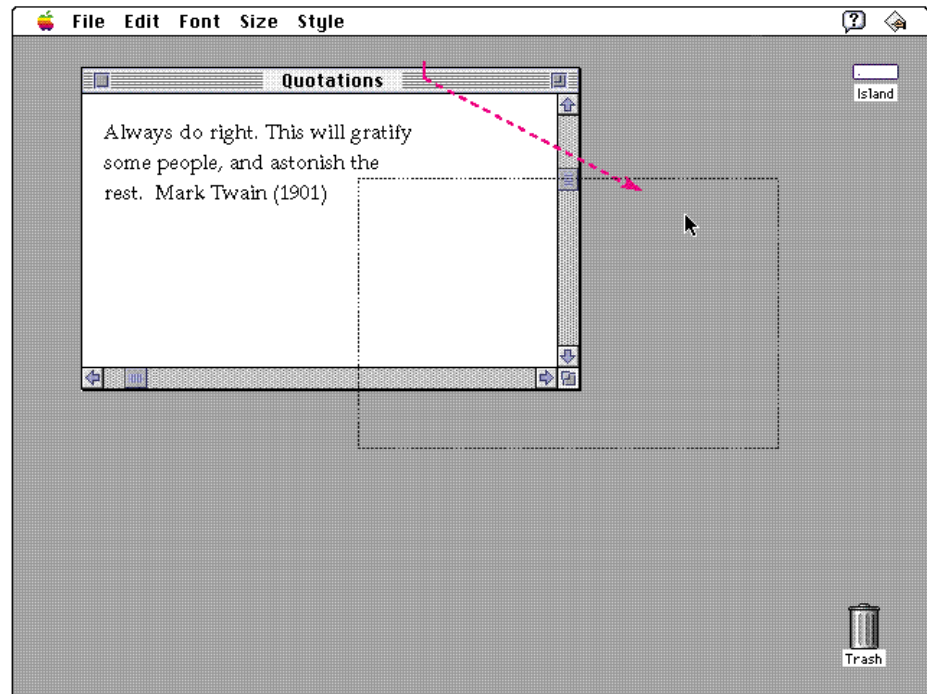 File Edit Font Size Style
Quotations
Island
Always do right. This will gratify
some people, and astonish the
rest.  Mark Twain (1901)
Trash